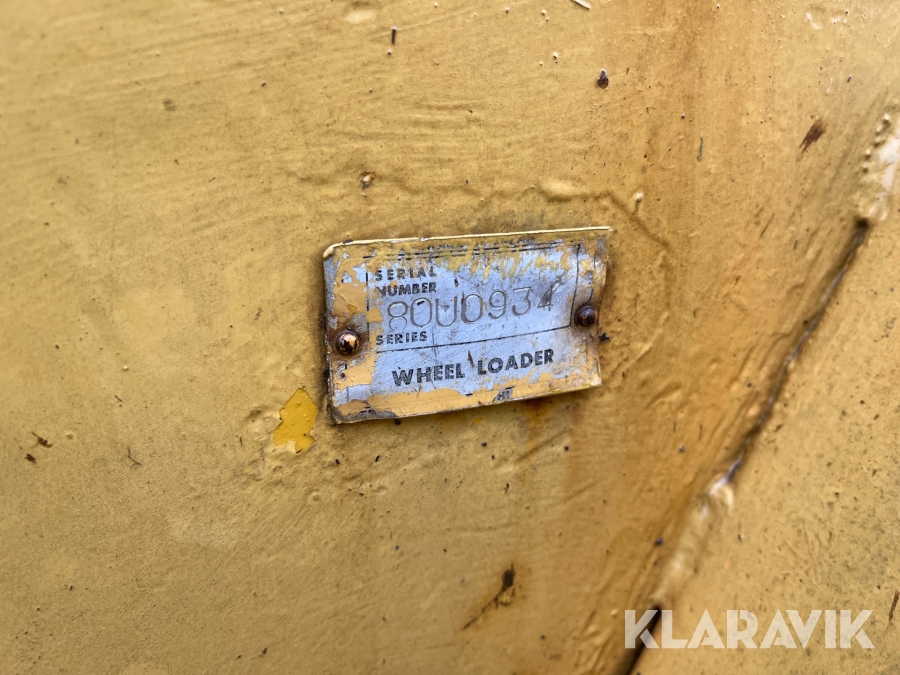 SERIAL
NUMBER
80U0934
SERIES
WHEEL LOADER
KLARAVIK